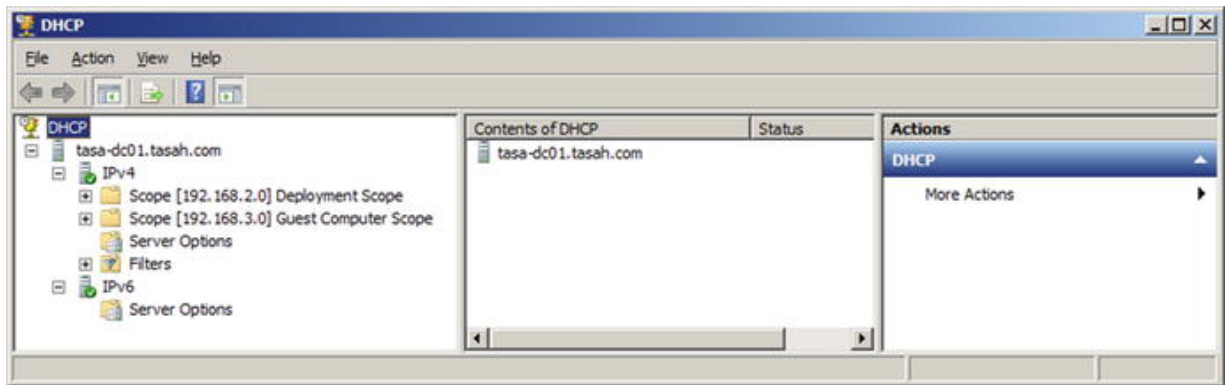 DHCP
File Action View Help
DHCP
tasa-dc01.tasah.com
IPv4
Scope [192.168.2.0] Deployment Scope
Scope [192.168.3.0] Guest Computer Scope
Server Options
Filters
IPv6
Server Options
Contents of DHCP Status
tasa-dc01.tasah.com
Actions
DHCP
More Actions